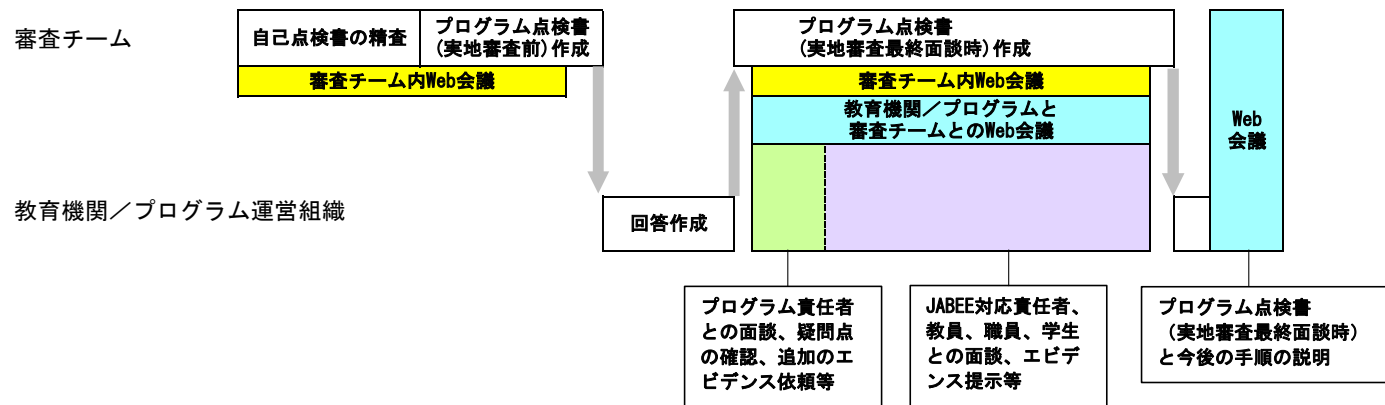 審査チーム
自己点検書の精査
プログラム点検書
(実地審査前)作成
審査チーム内Web会議
プログラム点検書
(実地審査最終面談時)作成
審査チーム内Web会議
教育機関／プログラムと
審査チームとのWeb会議
Web
会議
教育機関／プログラム運営組織
回答作成
プログラム責任者
との面談、疑問点
の確認、追加のエ
ビデンス依頼等
JABEE対応責任者、
教員、職員、学生
との面談、エビデ
ンス提示等
プログラム点検書
（実地審査最終面談時）
と今後の手順の説明